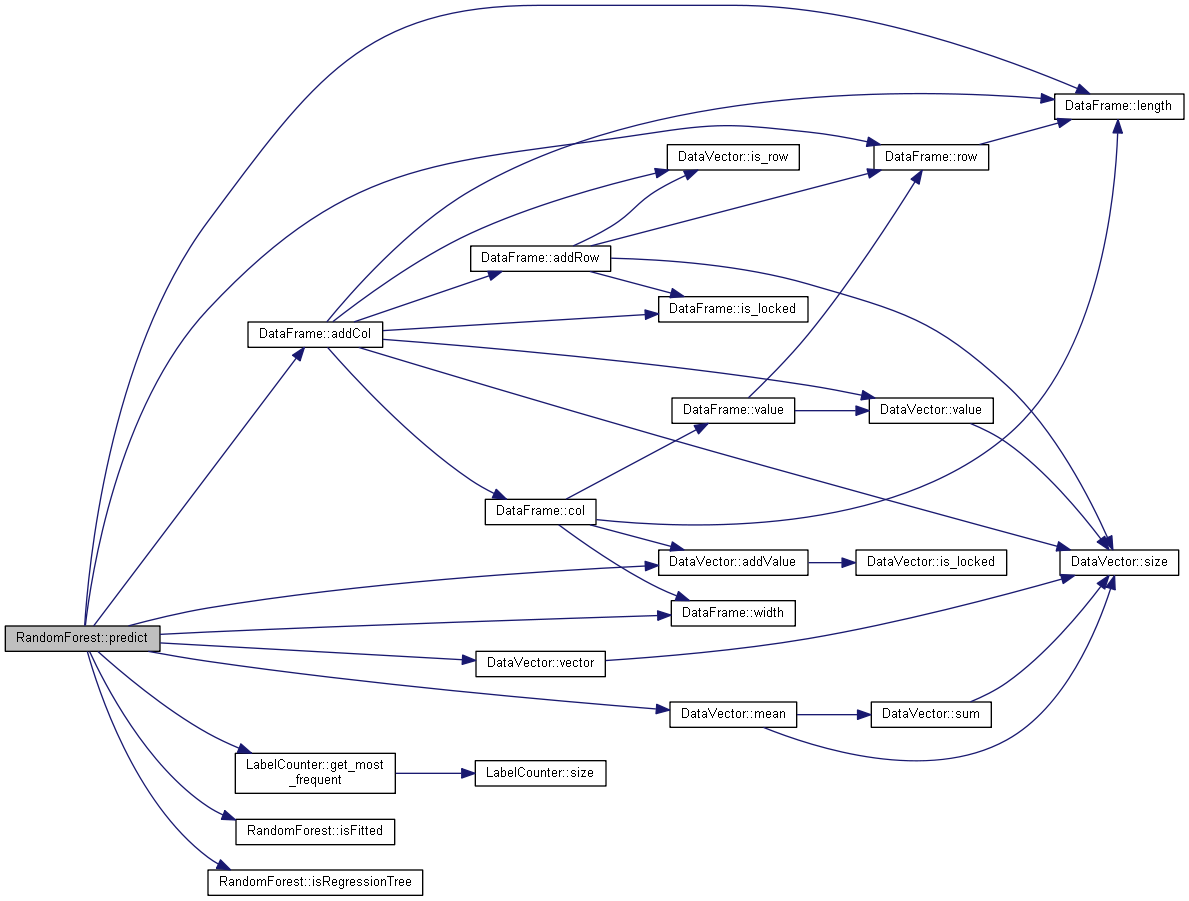 DataFrame::length
DataVector::is_row
DataFrame::row
DataFrame::addRow
DataFrame::is_locked
DataFrame::addCol
DataFrame::value
DataVector::value
DataFrame::col
DataVector::addValue
DataVector::is_locked
DataVector::size
DataFrame::width
RandomForest::predict
DataVector::vector
DataVector::mean
DataVector::sum
LabelCounter::get_most
_frequent
LabelCounter::size
RandomForest::isFitted
RandomForest::isRegressionTree